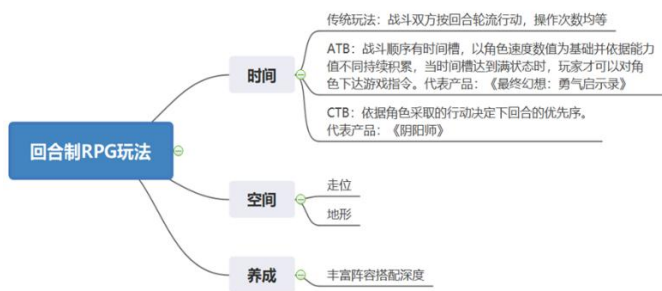 传统玩法：战斗双方按回合轮流行动，操作次数均等
ATB：战斗顺序有时间槽，以角色速度数值为基础并依据能力
值不同持续积累，当时间槽达到满状态时，玩家才可以对角
色下达游戏指令。代表产品：《最终幻想：勇气启示录》
时间
CTB：依据角色采取的行动决定下回合的优先序。
代表产品：《阴阳师》
回合制RPG玩法
走位
空间
地形
养成
丰富阵容搭配深度